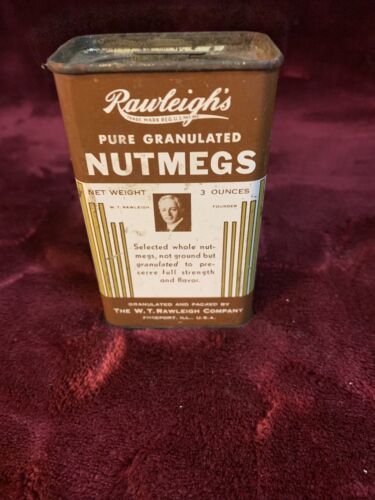 Rawleigh's
TRADE MARK REG. U.S. PAT. OFF.
PURE GRANULATED
NUTMEGS
NET WEIGHT 3 OUNCES
W. T. RAWLEIGH FOUNDER
Selected whole nut-
megs, not ground but
granulated to pre-
serve full strength
and flavor.
GRANULATED AND PACKED BY
THE W. T. RAWLEIGH COMPANY
FREEPORT, ILL., U.S.A.